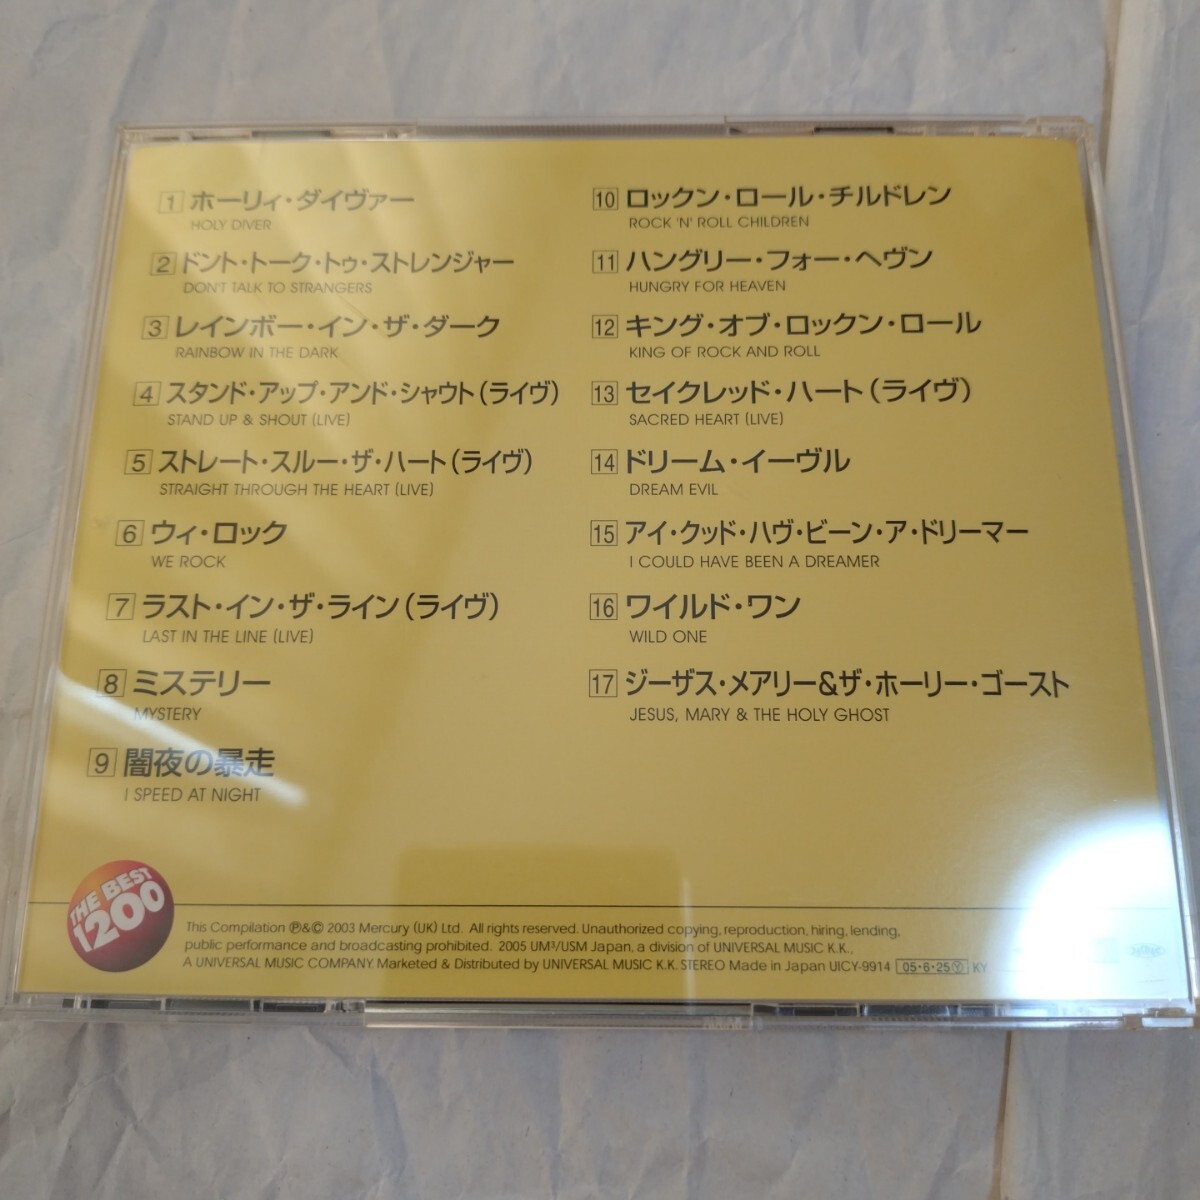 1 ホーリィ・ダイヴァー
HOLY DIVER
2 ドント・トーク・トゥ・ストレンジャー
DON'T TALK TO STRANGERS
3 レインボー・イン・ザ・ダーク
RAINBOW IN THE DARK
4 スタンド・アップ・アンド・シャウト(ライヴ)
STAND UP & SHOUT (LIVE)
5 ストレート・スルー・ザ・ハート(ライヴ)
STRAIGHT THROUGH THE HEART (LIVE)
6 ウィ・ロック
WE ROCK
7 ラスト・イン・ザ・ライン(ライヴ)
LAST IN THE LINE (LIVE)
8 ミステリー
MYSTERY
9 闇夜の暴走
I SPEED AT NIGHT
10 ロックン・ロール・チルドレン
ROCK 'N' ROLL CHILDREN
11 ハングリー・フォー・ヘヴン
HUNGRY FOR HEAVEN
12 キング・オブ・ロックン・ロール
KING OF ROCK AND ROLL
13 セイクレッド・ハート(ライヴ)
SACRED HEART (LIVE)
14 ドリーム・イーヴル
DREAM EVIL
15 アイ・クッド・ハヴ・ビーン・ア・ドリーマー
I COULD HAVE BEEN A DREAMER
16 ワイルド・ワン
WILD ONE
17 ジーザス・メアリー&ザ・ホーリー・ゴースト
JESUS, MARY & THE HOLY GHOST
THE BEST
1200
This Compilation ℗&© 2003 Mercury (UK) Ltd. All rights reserved. Unauthorized copying, reproduction, hiring, lending,
public performance and broadcasting prohibited. 2005 UM³/USM Japan, a division of UNIVERSAL MUSIC K.K.,
A UNIVERSAL MUSIC COMPANY. Marketed & Distributed by UNIVERSAL MUSIC K.K. STEREO Made in Japan UICY-9914 05・6・25Ⓨ KY